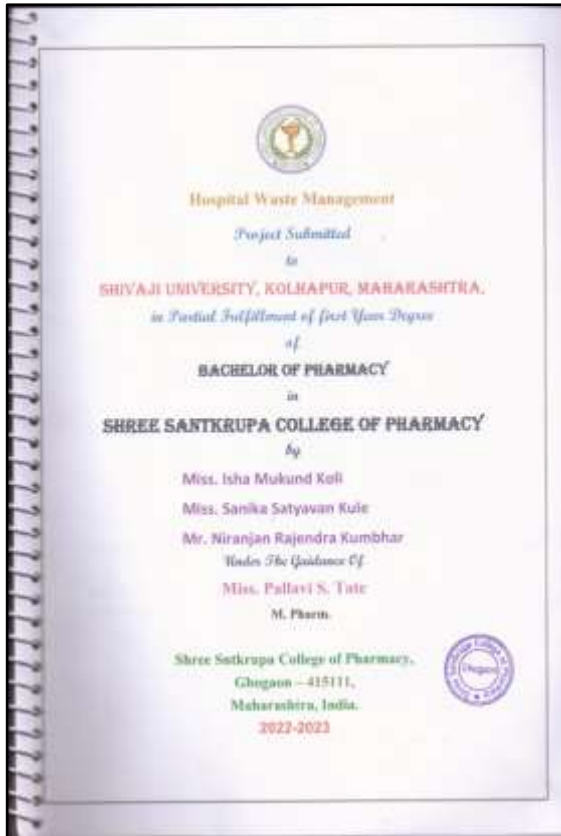 Hospital Waste Management
Project Submitted
to
SHIVAJI UNIVERSITY, KOLHAPUR, MAHARASHTRA.
in Partial Fulfillment of first Year Degree
of
BACHELOR OF PHARMACY
in
SHREE SANTKRUPA COLLEGE OF PHARMACY
by
Miss. Isha Mukund Koli
Miss. Sanika Satyavan Kule
Mr. Niranjan Rajendra Kumbhar
Under The Guidance Of
Miss. Pallavi S. Tate
M. Pharm.
Shree Sntkrupa College of Pharmacy,
Ghogaon – 415111,
Maharashtra, India.
2022-2023
Ghogaon